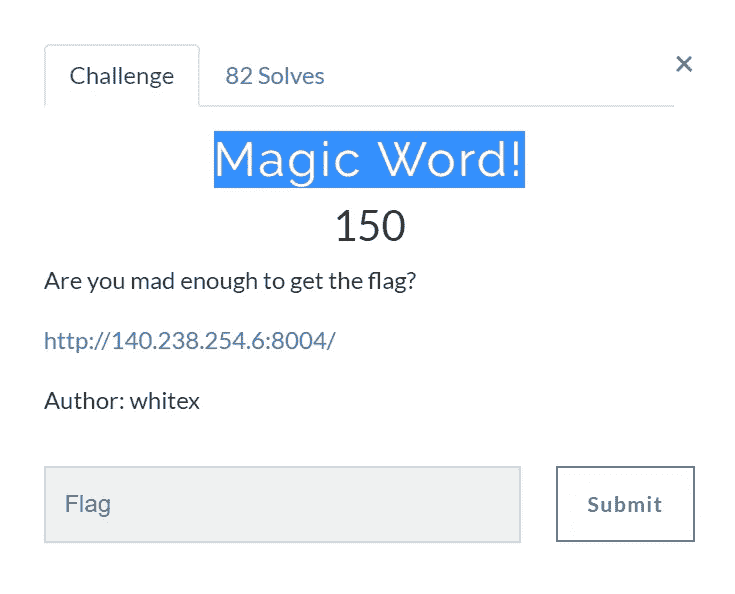 Challenge 82 Solves ×
Magic Word!
150
Are you mad enough to get the flag?
http://140.238.254.6:8004/
Author: whitex
Flag Submit